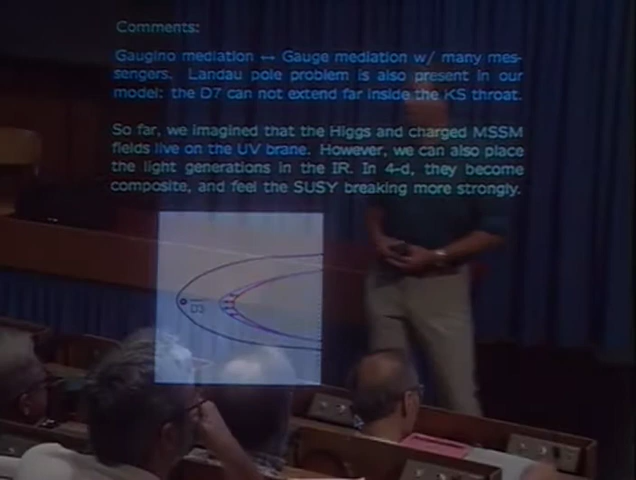 Comments:
Gaugino mediation ↔ Gauge mediation w/ many mes-
sengers. Landau pole problem is also present in our
model: the D7 can not extend far inside the KS throat.
So far, we imagined that the Higgs and charged MSSM
fields live on the UV brane. However, we can also place
the light generations in the IR. In 4-d, they become
composite, and feel the SUSY breaking more strongly.